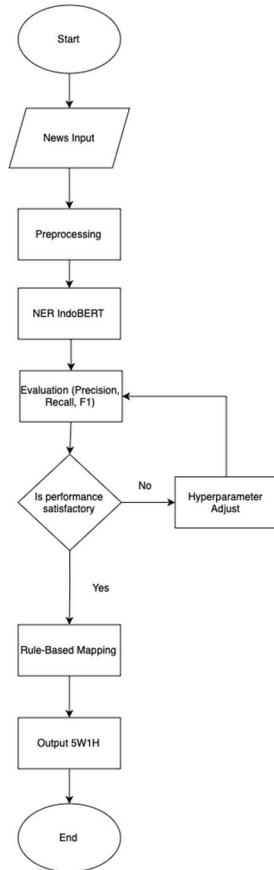 Start
News Input
Preprocessing
NER IndoBERT
Evaluation (Precision,
Recall, F1)
Is performance
satisfactory
No
Hyperparameter
Adjust
Yes
Rule-Based Mapping
Output 5W1H
End